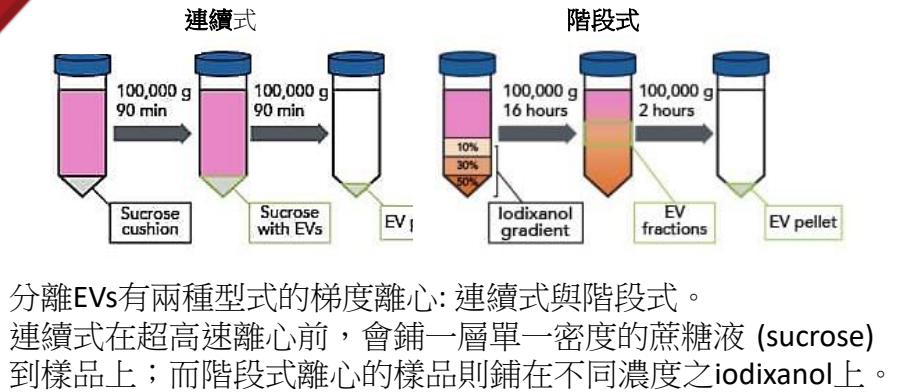 連續式
階段式
100,000 g
90 min
100,000 g
90 min
Sucrose
cushion
Sucrose
with EVs
EV
100,000 g
16 hours
100,000 g
2 hours
10%
30%
50%
Iodixanol
gradient
EV
fractions
EV pellet
分離EVs有兩種型式的梯度離心: 連續式與階段式。
連續式在超高速離心前，會鋪一層單一密度的蔗糖液 (sucrose)
到樣品上；而階段式離心的樣品則鋪在不同濃度之iodixanol上。